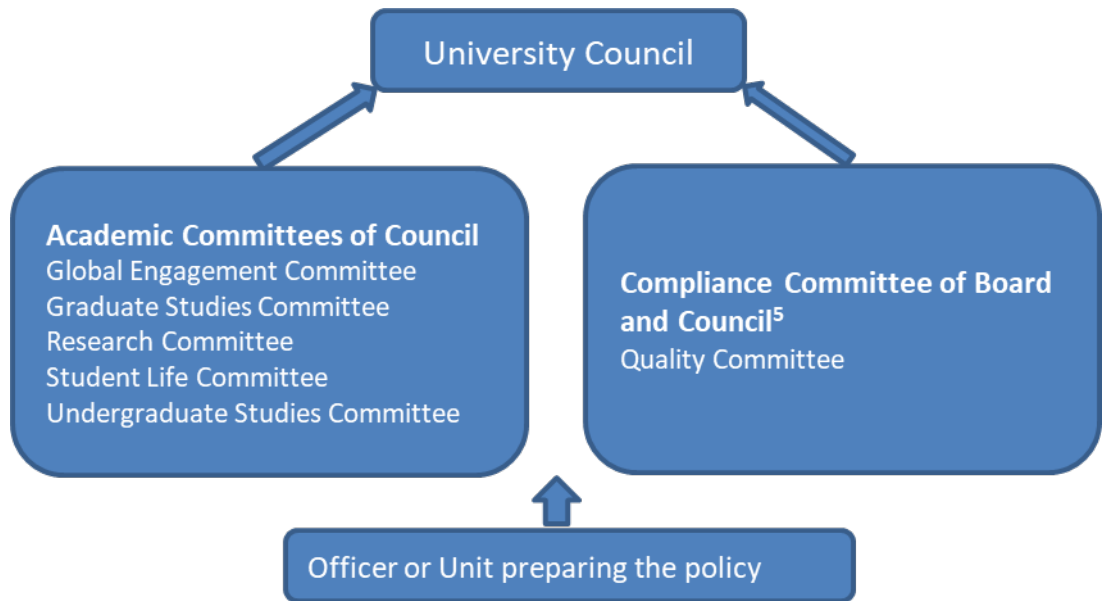 University Council
Academic Committees of Council
Global Engagement Committee
Graduate Studies Committee
Research Committee
Student Life Committee
Undergraduate Studies Committee
Compliance Committee of Board
and Council⁵
Quality Committee
Officer or Unit preparing the policy